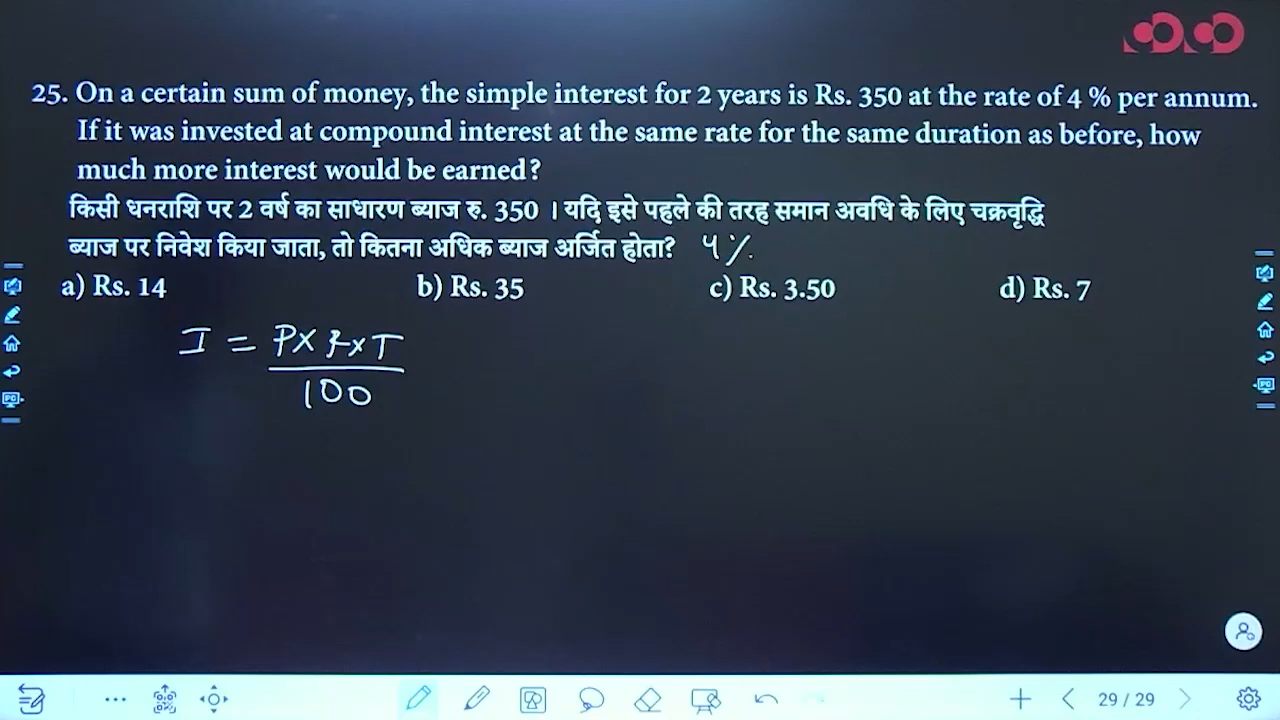 25. On a certain sum of money, the simple interest for 2 years is Rs. 350 at the rate of 4 % per annum.
If it was invested at compound interest at the same rate for the same duration as before, how
much more interest would be earned?
किसी धनराशि पर 2 वर्ष का साधारण ब्याज रु. 350 । यदि इसे पहले की तरह समान अवधि के लिए चक्रवृद्धि
ब्याज पर निवेश किया जाता, तो कितना अधिक ब्याज अर्जित होता? 4%
a) Rs. 14 b) Rs. 35 c) Rs. 3.50 d) Rs. 7
I = P×R×T
100
29 / 29